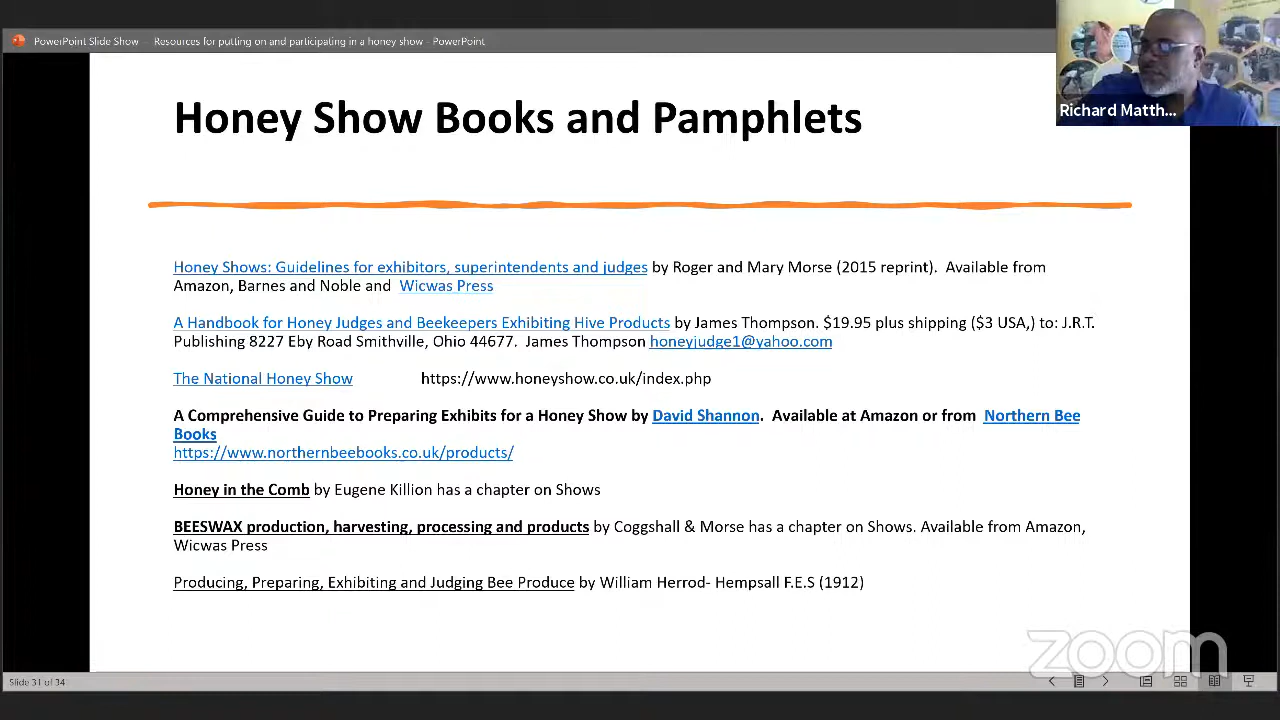 PowerPoint Slide Show - Resources for putting on and participating in a honey show - PowerPoint
Richard Matth...
Honey Show Books and Pamphlets
Honey Shows: Guidelines for exhibitors, superintendents and judges by Roger and Mary Morse (2015 reprint). Available from
Amazon, Barnes and Noble and Wicwas Press
A Handbook for Honey Judges and Beekeepers Exhibiting Hive Products by James Thompson. $19.95 plus shipping ($3 USA,) to: J.R.T.
Publishing 8227 Eby Road Smithville, Ohio 44677. James Thompson honeyjudge1@yahoo.com
The National Honey Show https://www.honeyshow.co.uk/index.php
A Comprehensive Guide to Preparing Exhibits for a Honey Show by David Shannon. Available at Amazon or from Northern Bee
Books
https://www.northernbeebooks.co.uk/products/
Honey in the Comb by Eugene Killion has a chapter on Shows
BEESWAX production, harvesting, processing and products by Coggshall & Morse has a chapter on Shows. Available from Amazon,
Wicwas Press
Producing, Preparing, Exhibiting and Judging Bee Produce by William Herrod- Hempsall F.E.S (1912)
zoom
Slide 31 of 34